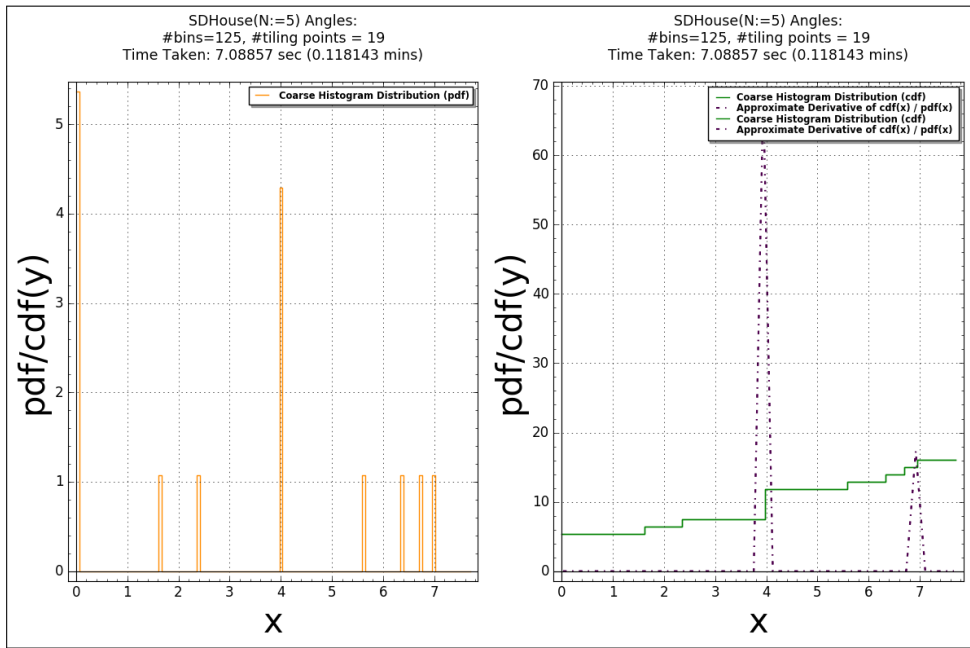 SDHouse(N:=5) Angles:
#bins=125, #tiling points = 19
Time Taken: 7.08857 sec (0.118143 mins)
Coarse Histogram Distribution (pdf)
pdf/cdf(y)
5
4
3
2
1
0
0 1 2 3 4 5 6 7
x
SDHouse(N:=5) Angles:
#bins=125, #tiling points = 19
Time Taken: 7.08857 sec (0.118143 mins)
Coarse Histogram Distribution (cdf)
Approximate Derivative of cdf(x) / pdf(x)
Coarse Histogram Distribution (cdf)
Approximate Derivative of cdf(x) / pdf(x)
pdf/cdf(y)
70
60
50
40
30
20
10
0
0 1 2 3 4 5 6 7
x